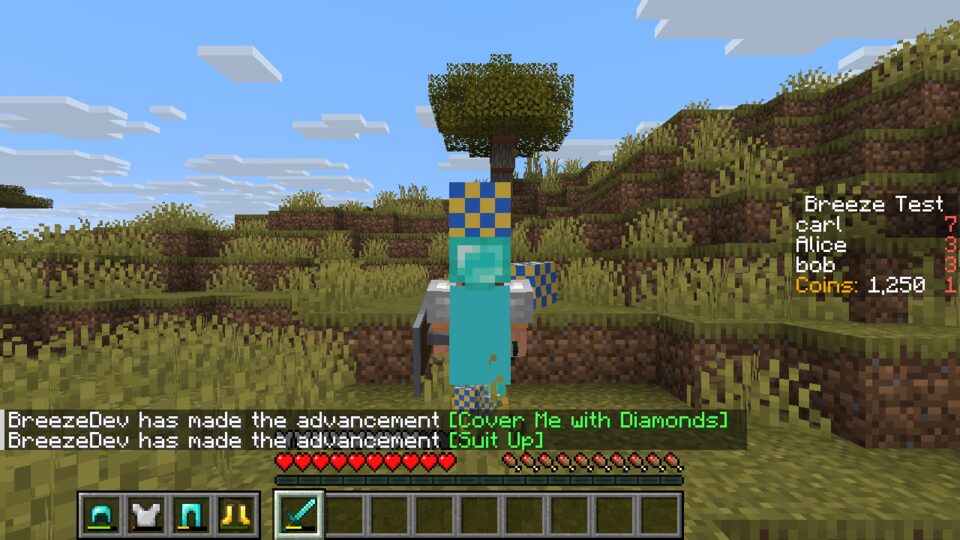 Breeze Test
carl 7
Alice 3
bob 3
Coins: 1,250 1
BreezeDev has made the advancement [Cover Me with Diamonds]
BreezeDev has made the advancement [Suit Up]